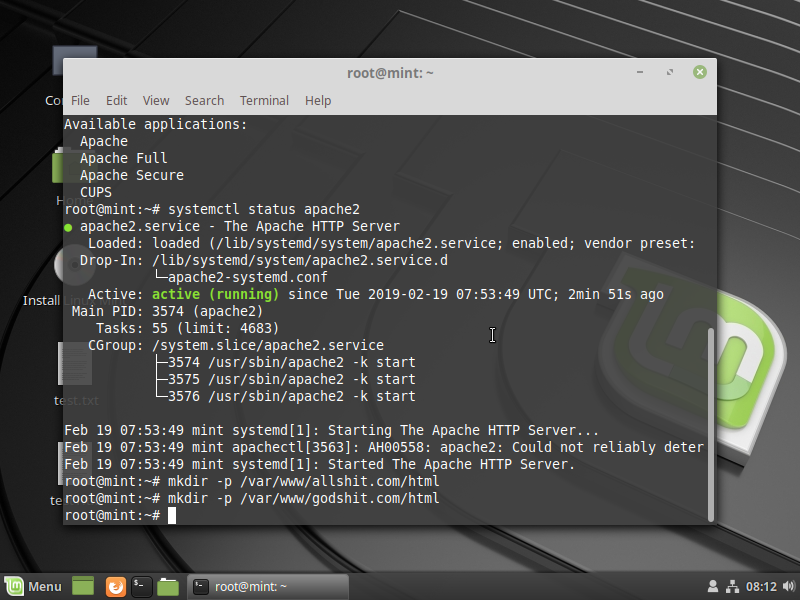 root@mint: ~
File Edit View Search Terminal Help
Available applications:
Apache
Apache Full
Apache Secure
CUPS
root@mint:~# systemctl status apache2
● apache2.service - The Apache HTTP Server
Loaded: loaded (/lib/systemd/system/apache2.service; enabled; vendor preset:
Drop-In: /lib/systemd/system/apache2.service.d
└─apache2-systemd.conf
Active: active (running) since Tue 2019-02-19 07:53:49 UTC; 2min 51s ago
Main PID: 3574 (apache2)
Tasks: 55 (limit: 4683)
CGroup: /system.slice/apache2.service
├─3574 /usr/sbin/apache2 -k start
├─3575 /usr/sbin/apache2 -k start
└─3576 /usr/sbin/apache2 -k start
Feb 19 07:53:49 mint systemd[1]: Starting The Apache HTTP Server...
Feb 19 07:53:49 mint apachectl[3563]: AH00558: apache2: Could not reliably deter
Feb 19 07:53:49 mint systemd[1]: Started The Apache HTTP Server.
root@mint:~# mkdir -p /var/www/allshit.com/html
root@mint:~# mkdir -p /var/www/godshit.com/html
root@mint:~#
Install
test.txt
Menu
root@mint: ~
08:12